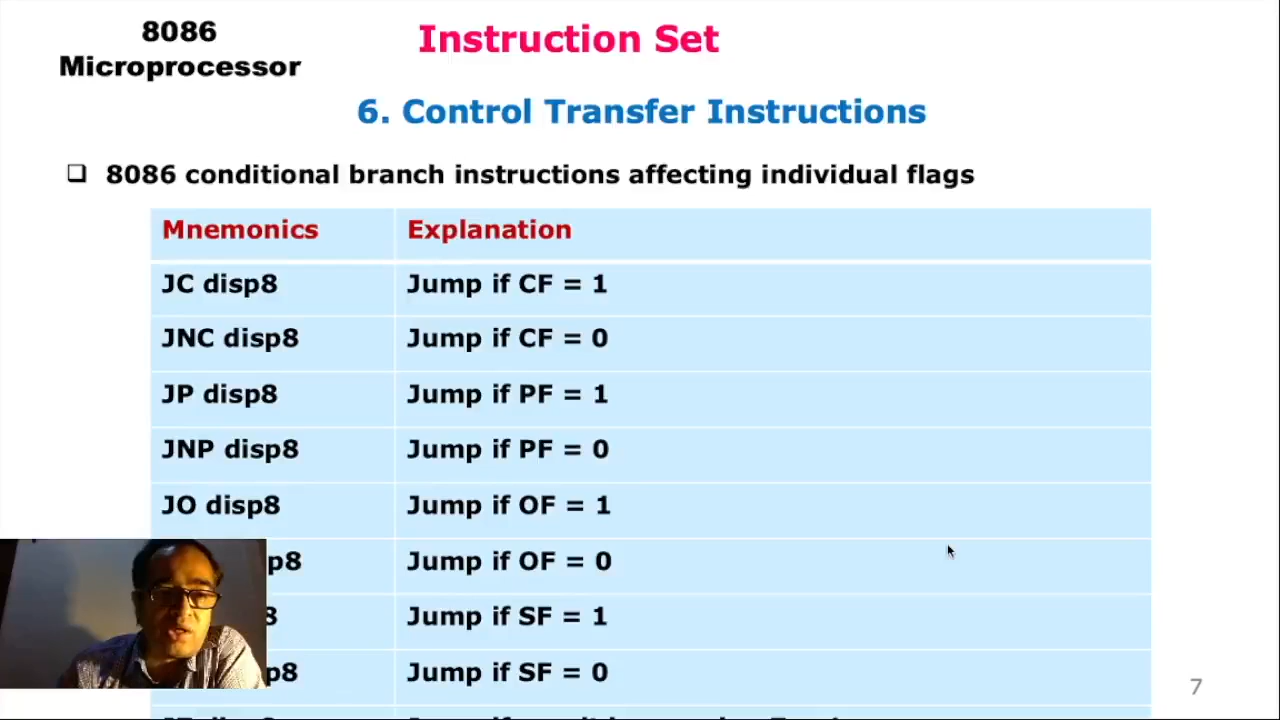 8086
Microprocessor
Instruction Set
6. Control Transfer Instructions
8086 conditional branch instructions affecting individual flags
Mnemonics Explanation
JC disp8 Jump if CF = 1
JNC disp8 Jump if CF = 0
JP disp8 Jump if PF = 1
JNP disp8 Jump if PF = 0
JO disp8 Jump if OF = 1
p8 Jump if OF = 0
8 Jump if SF = 1
p8 Jump if SF = 0
7